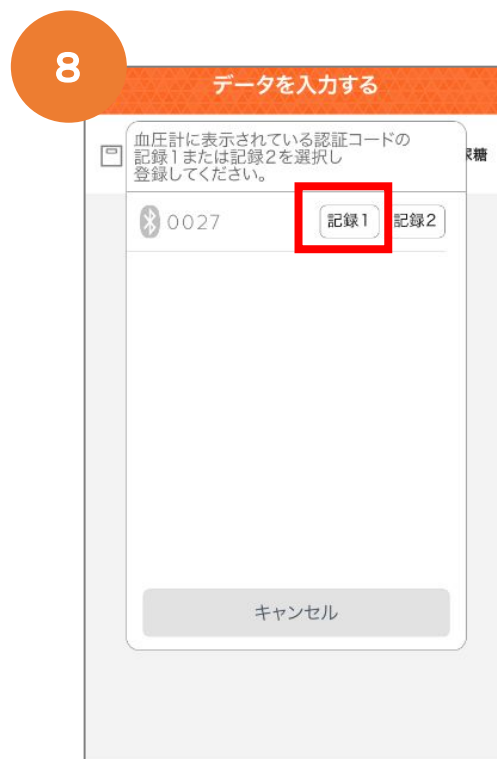 8
データを入力する
血圧計に表示されている認証コードの
記録1または記録2を選択し
登録してください。
尿糖
0027
記録1
記録2
キャンセル